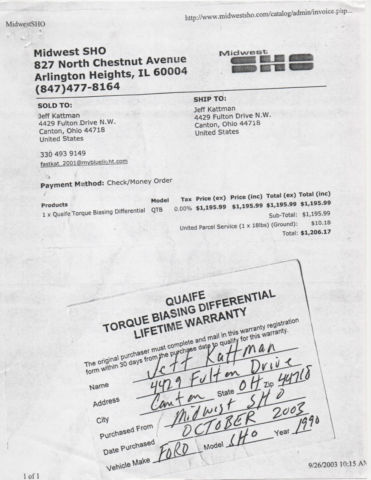 MidwestSHO
http://www.midwestsho.com/catalog/admin/invoice.php...
Midwest SHO
827 North Chestnut Avenue
Arlington Heights, IL 60004
(847)477-8164
Midwest
SHO
SOLD TO:
Jeff Kattman
4429 Fulton Drive N.W.
Canton, Ohio 44718
United States
330 493 9149
SHIP TO:
Jeff Kattman
4429 Fulton Drive N.W.
Canton, Ohio 44718
United States
Payment Method: Check/Money Order
Products Model Tax Price (ex) Price (inc) Total (ex) Total (inc)
1 x Quaife Torque Biasing Differential QTB 0.00% $1,195.99 $1,195.99 $1,195.99 $1,195.99
Sub-Total: $1,195.99
United Parcel Service (1 x 18lbs) (Ground): $10.18
Total: $1,206.17
QUAIFE
TORQUE BIASING DIFFERENTIAL
LIFETIME WARRANTY
The original purchaser must complete and mail in this warranty registration
form within 30 days from the purchase date to qualify for this warranty.
Name Jeff Kattman
Address 4429 Fulton Drive
City Canton State OH Zip 44718
Purchased From Midwest SHO
Date Purchased OCTOBER 2003
Vehicle Make FORD Model SHO Year 1990
1 of 1
9/26/2003 10:15 AM